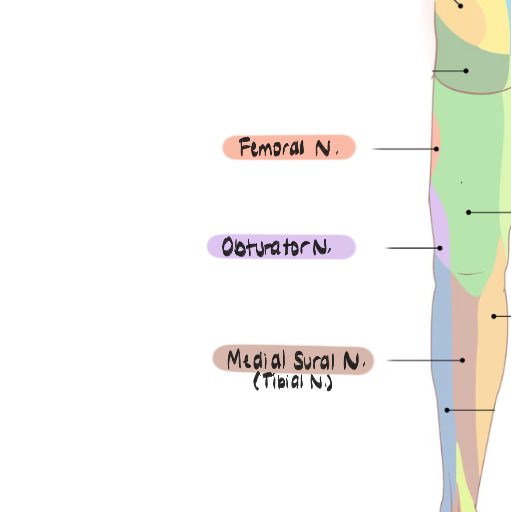 Femoral N.
Obturator N.
Medial Sural N.
(Tibial N.)